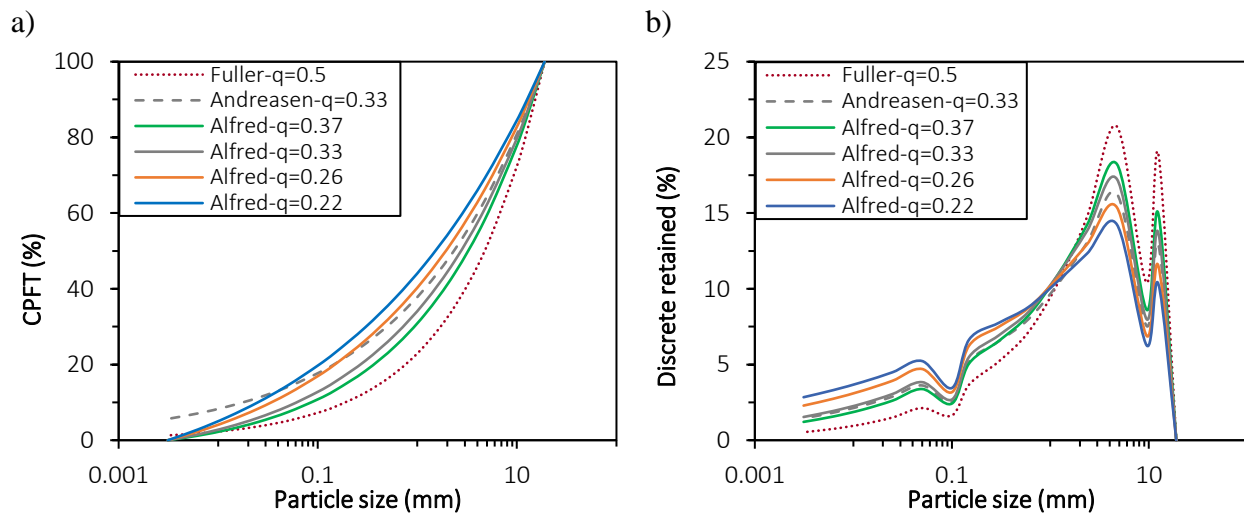 a)
CPFT (%)
100
80
60
40
20
0
Fuller-q=0.5
Andreasen-q=0.33
Alfred-q=0.37
Alfred-q=0.33
Alfred-q=0.26
Alfred-q=0.22
0.001
0.1
10
Particle size (mm)
b)
Discrete retained (%)
25
20
15
10
5
0
Fuller-q=0.5
Andreasen-q=0.33
Alfred-q=0.37
Alfred-q=0.33
Alfred-q=0.26
Alfred-q=0.22
0.001
0.1
10
Particle size (mm)